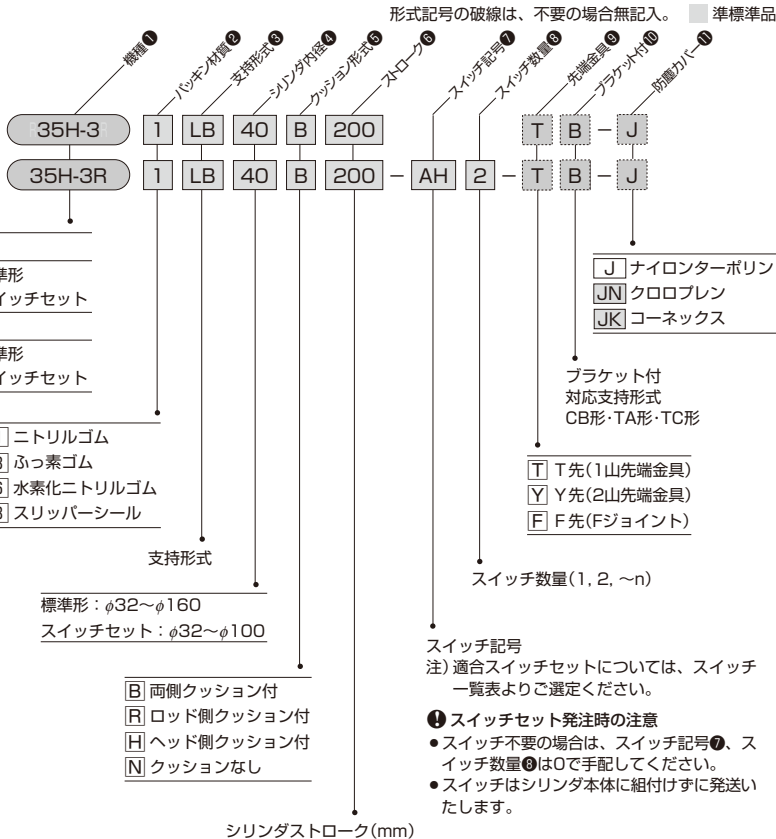 形式記号の破線は、不要の場合無記入。 準標準品
機種❶
パッキン材質❷
支持形式❸
シリンダ内径❹
クッション形式❺
ストローク❻
スイッチ記号❼
スイッチ数量❽
先端金具❾
ブラケット付❿
防塵カバー⓫
35H-3 1 LB 40 B 200 T B – J
35H-3R 1 LB 40 B 200 – AH 2 – T B – J
準形
イッチセット
準形
イッチセット
ニトリルゴム
ふっ素ゴム
水素化ニトリルゴム
スリッパーシール
支持形式
標準形：φ32～φ160
スイッチセット：φ32～φ100
B 両側クッション付
R ロッド側クッション付
H ヘッド側クッション付
N クッションなし
シリンダストローク(mm)
J ナイロンターポリン
JN クロロプレン
JK コーネックス
ブラケット付
対応支持形式
CB形･TA形･TC形
T T先(1山先端金具)
Y Y先(2山先端金具)
F F先(Fジョイント)
スイッチ数量(1, 2, ～n)
スイッチ記号
注) 適合スイッチセットについては、スイッチ
一覧表よりご選定ください。
スイッチセット発注時の注意
●スイッチ不要の場合は、スイッチ記号❼、ス
イッチ数量❽は0で手配してください。
●スイッチはシリンダ本体に組付けずに発送い
たします。